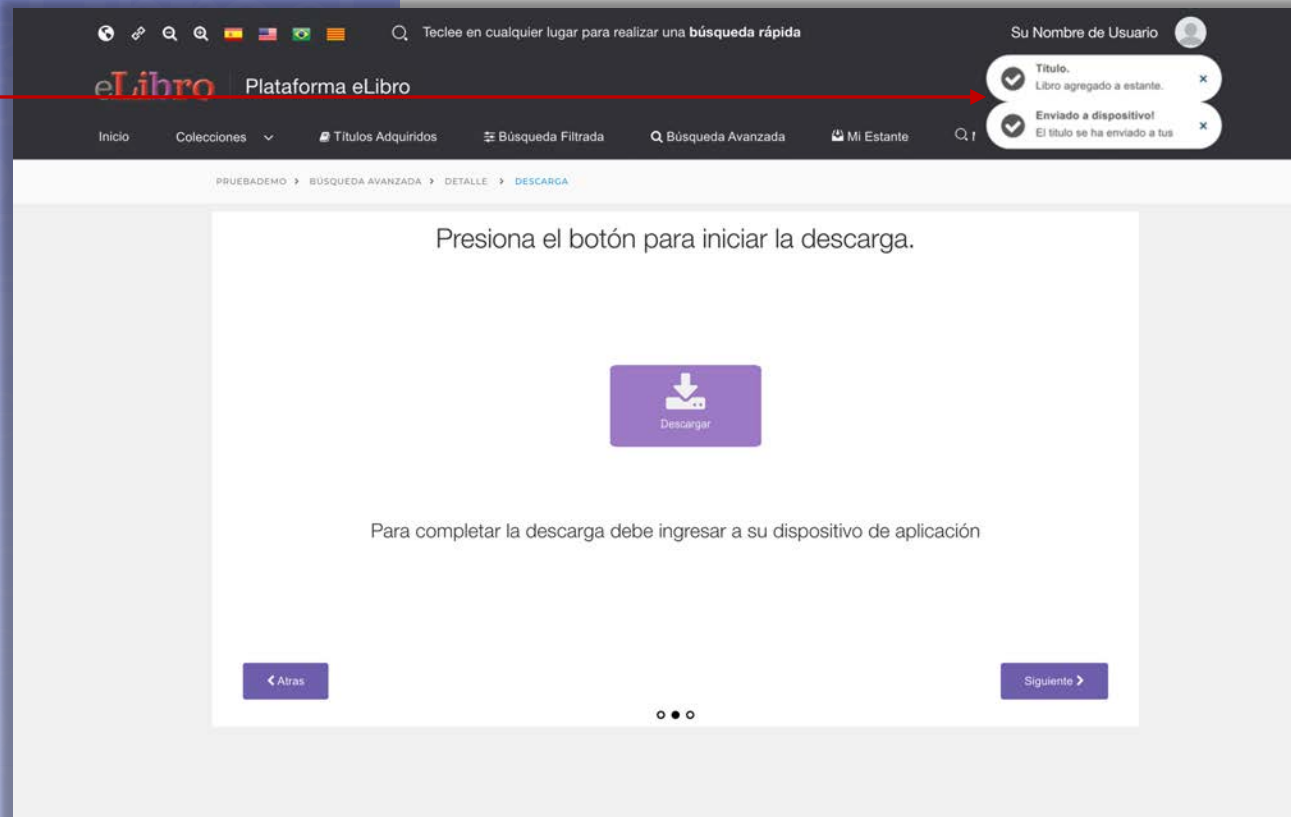 Teclee en cualquier lugar para realizar una búsqueda rápida
Su Nombre de Usuario
eLibro
Plataforma eLibro
Título.
Libro agregado a estante.
×
Enviado a dispositivo!
El título se ha enviado a tus
×
Inicio
Colecciones
Títulos Adquiridos
Búsqueda Filtrada
Búsqueda Avanzada
Mi Estante
PRUEBADEMO > BÚSQUEDA AVANZADA > DETALLE > DESCARGA
Presiona el botón para iniciar la descarga.
Descargar
Para completar la descarga debe ingresar a su dispositivo de aplicación
Atras
Siguiente